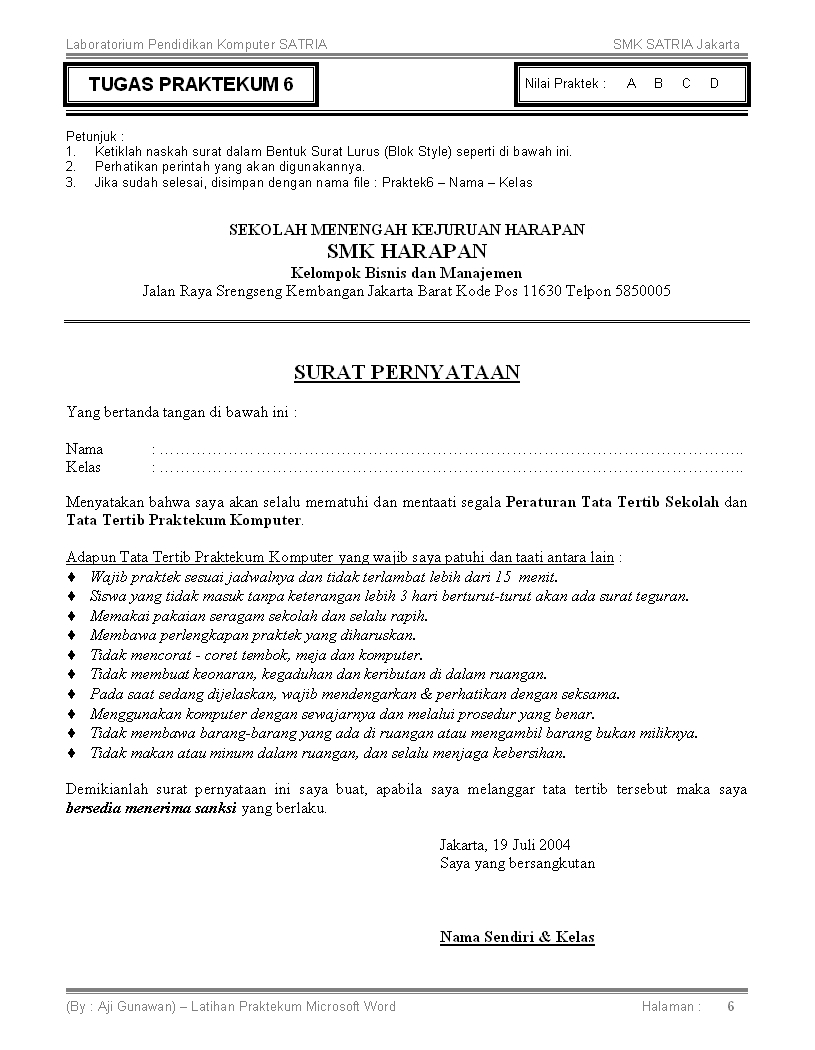 Laboratorium Pendidikan Komputer SATRIA SMK SATRIA Jakarta
TUGAS PRAKTEKUM 6
Nilai Praktek : A B C D
Petunjuk :
1. Ketiklah naskah surat dalam Bentuk Surat Lurus (Blok Style) seperti di bawah ini.
2. Perhatikan perintah yang akan digunakannya.
3. Jika sudah selesai, disimpan dengan nama file : Praktek6 – Nama – Kelas
SEKOLAH MENENGAH KEJURUAN HARAPAN
SMK HARAPAN
Kelompok Bisnis dan Manajemen
Jalan Raya Srengseng Kembangan Jakarta Barat Kode Pos 11630 Telpon 5850005
SURAT PERNYATAAN
Yang bertanda tangan di bawah ini :
Nama : ………………………………………………………………………………………………..
Kelas : ………………………………………………………………………………………………..
Menyatakan bahwa saya akan selalu mematuhi dan mentaati segala Peraturan Tata Tertib Sekolah dan
Tata Tertib Praktekum Komputer.
Adapun Tata Tertib Praktekum Komputer yang wajib saya patuhi dan taati antara lain :
♦ Wajib praktek sesuai jadwalnya dan tidak terlambat lebih dari 15 menit.
♦ Siswa yang tidak masuk tanpa keterangan lebih 3 hari berturut-turut akan ada surat teguran.
♦ Memakai pakaian seragam sekolah dan selalu rapih.
♦ Membawa perlengkapan praktek yang diharuskan.
♦ Tidak mencorat - coret tembok, meja dan komputer.
♦ Tidak membuat keonaran, kegaduhan dan keributan di dalam ruangan.
♦ Pada saat sedang dijelaskan, wajib mendengarkan & perhatikan dengan seksama.
♦ Menggunakan komputer dengan sewajarnya dan melalui prosedur yang benar.
♦ Tidak membawa barang-barang yang ada di ruangan atau mengambil barang bukan miliknya.
♦ Tidak makan atau minum dalam ruangan, dan selalu menjaga kebersihan.
Demikianlah surat pernyataan ini saya buat, apabila saya melanggar tata tertib tersebut maka saya
bersedia menerima sanksi yang berlaku.
Jakarta, 19 Juli 2004
Saya yang bersangkutan
Nama Sendiri & Kelas
(By : Aji Gunawan) – Latihan Praktekum Microsoft Word Halaman : 6